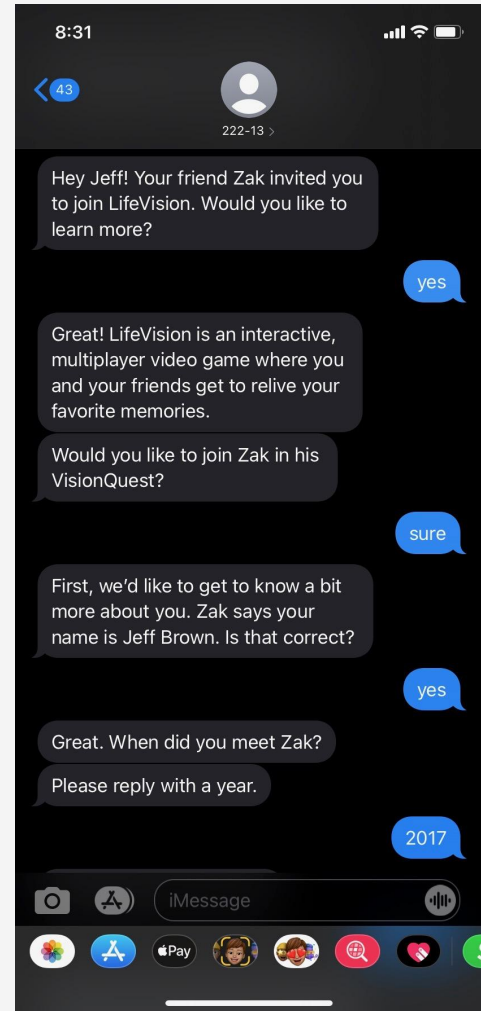 8:31
43
222-13 >
Hey Jeff! Your friend Zak invited you
to join LifeVision. Would you like to
learn more?
yes
Great! LifeVision is an interactive,
multiplayer video game where you
and your friends get to relive your
favorite memories.
Would you like to join Zak in his
VisionQuest?
sure
First, we’d like to get to know a bit
more about you. Zak says your
name is Jeff Brown. Is that correct?
yes
Great. When did you meet Zak?
Please reply with a year.
2017
iMessage
Pay